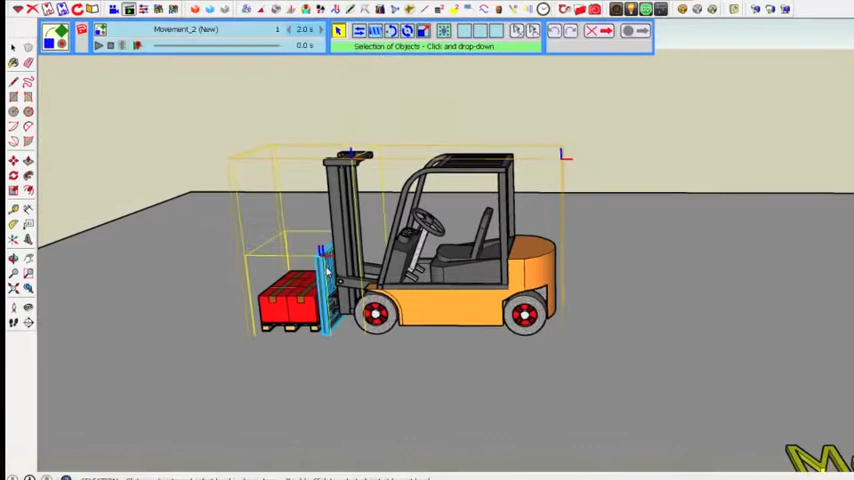 Movement_2 (New)
1
2.0 s
0.0 s
Selection of Objects - Click and drop-down
M